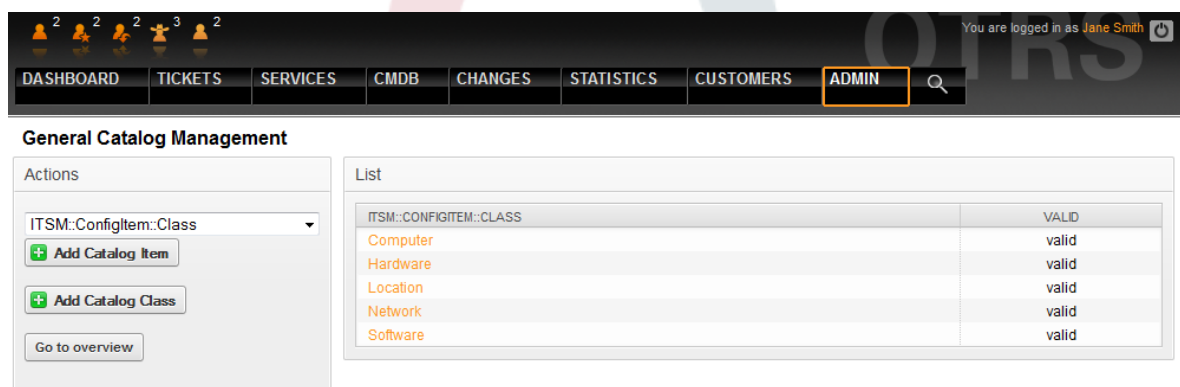 2 2 2 3 2
OTRS
You are logged in as Jane Smith
DASHBOARD TICKETS SERVICES CMDB CHANGES STATISTICS CUSTOMERS ADMIN
General Catalog Management
Actions
ITSM::ConfigItem::Class
Add Catalog Item
Add Catalog Class
Go to overview
List
ITSM::CONFIGITEM::CLASS VALID
Computer valid
Hardware valid
Location valid
Network valid
Software valid